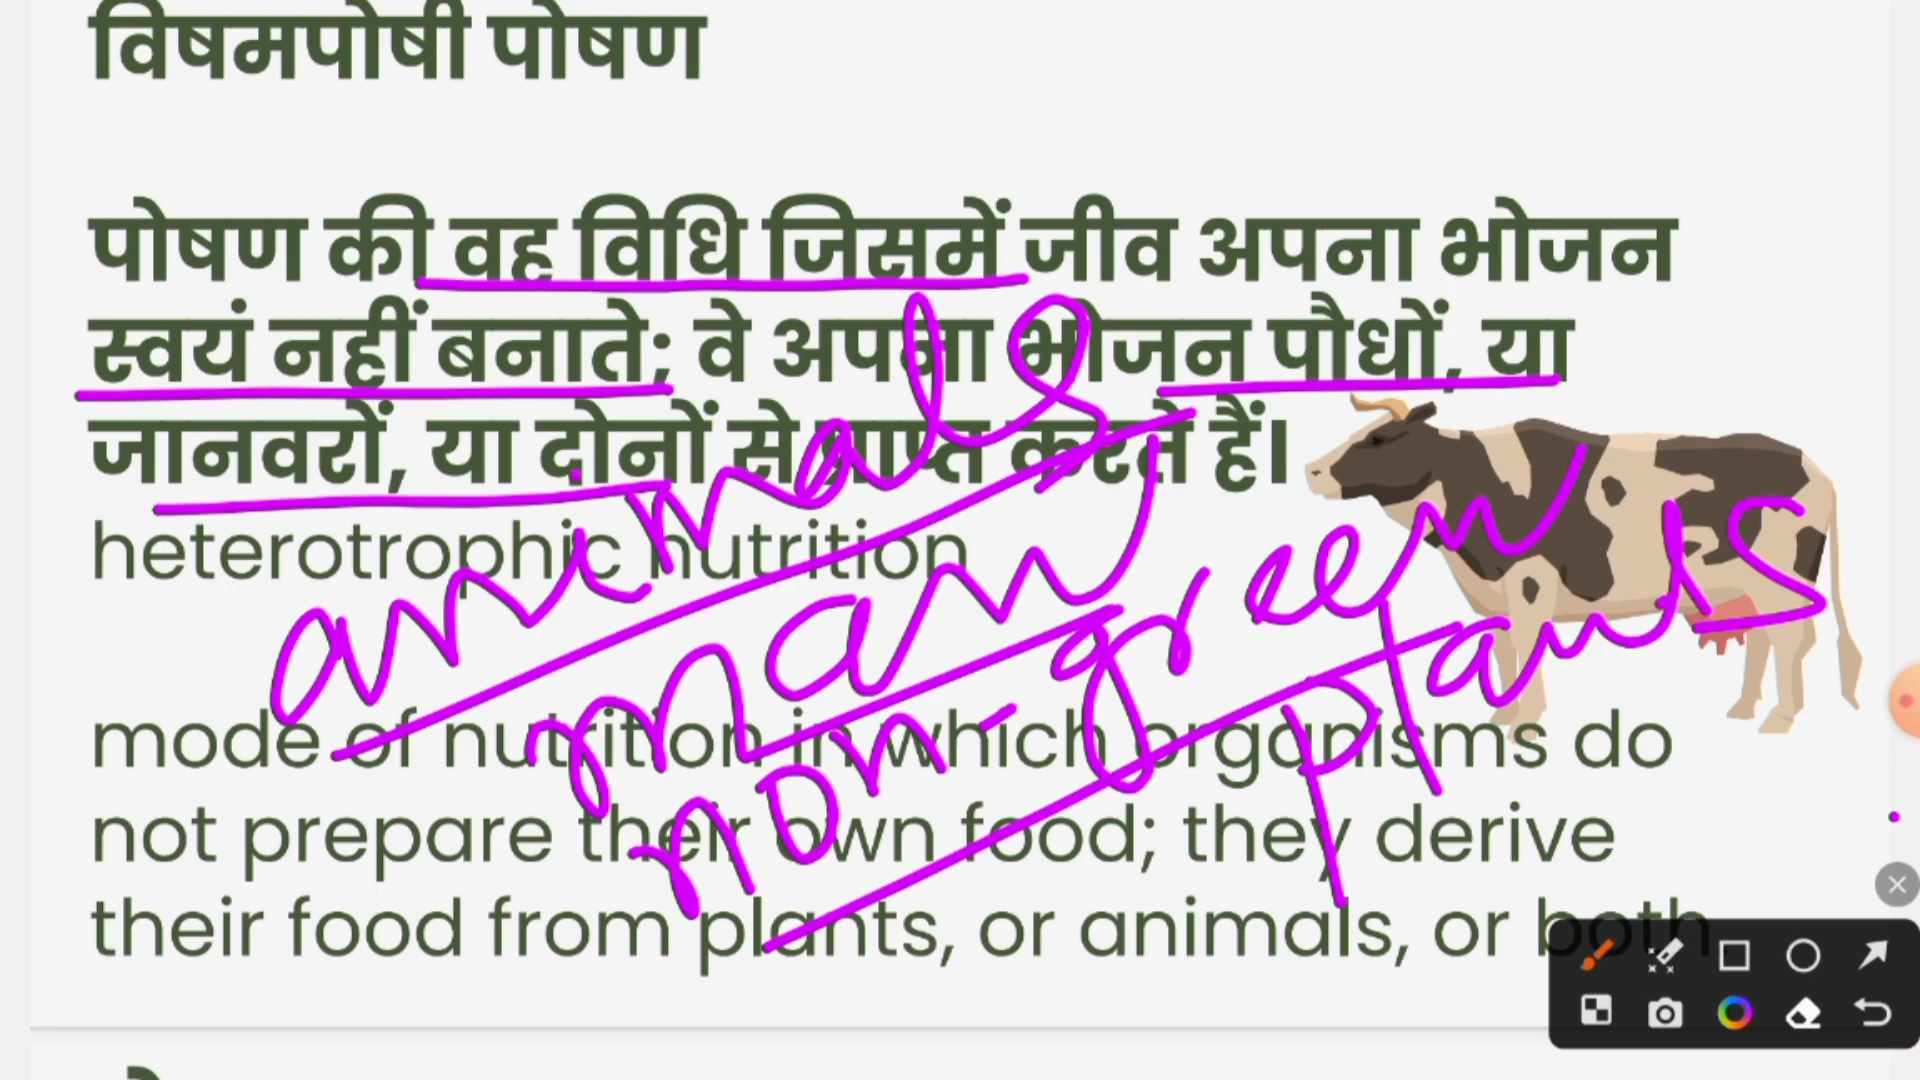 विषमपोषी पोषण
पोषण की वह विधि जिसमें जीव अपना भोजन
स्वयं नहीं बनाते; वे अपना भोजन पौधों, या
जानवरों, या दोनों से प्राप्त करते हैं।
heterotrophic nutrition
animals
man
non-green
plants
mode of nutrition in which organisms do
not prepare their own food; they derive
their food from plants, or animals, or both